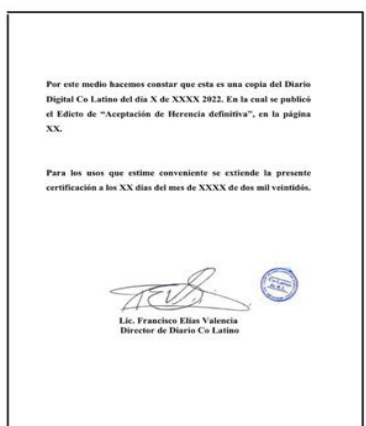 Por este medio hacemos constar que esta es una copia del Diario
Digital Co Latino del día X de XXXX 2022. En la cual se publicó
el Edicto de “Aceptación de Herencia definitiva”, en la página
XX.
Para los usos que estime conveniente se extiende la presente
certificación a los XX días del mes de XXXX de dos mil veintidós.
Lic. Francisco Elías Valencia
Director de Diario Co Latino